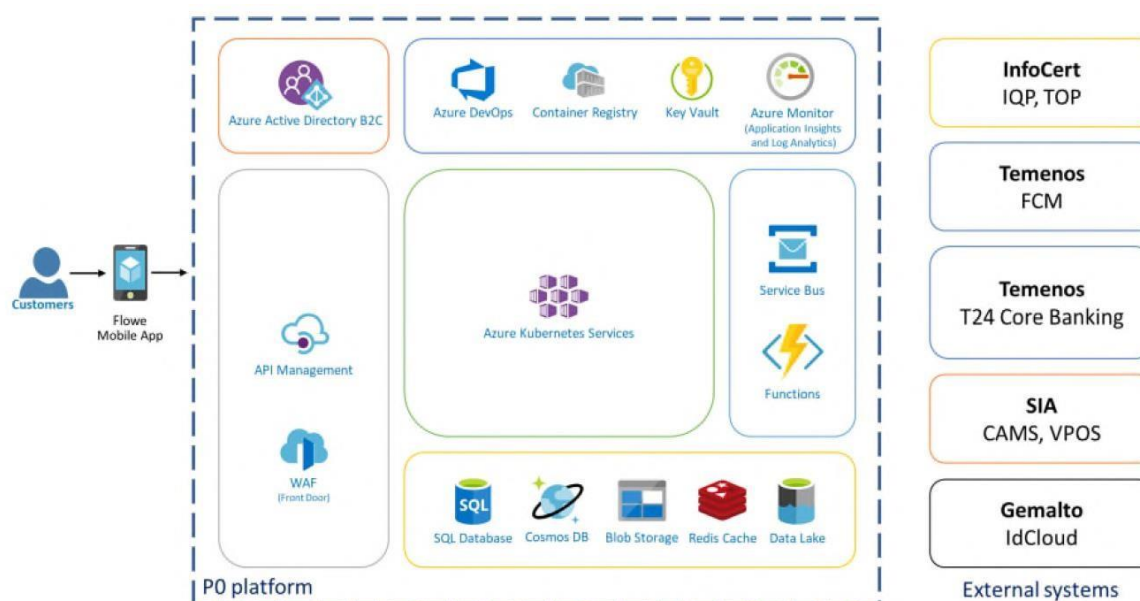 Azure Active Directory B2C
Azure DevOps
Container Registry
Key Vault
Azure Monitor
(Application Insights
and Log Analytics)
Customers
Flowe
Mobile App
API Management
WAF
(Front Door)
Azure Kubernetes Services
Service Bus
Functions
SQL
SQL Database
Cosmos DB
Blob Storage
Redis Cache
Data Lake
P0 platform
InfoCert
IQP, TOP
Temenos
FCM
Temenos
T24 Core Banking
SIA
CAMS, VPOS
Gemalto
IdCloud
External systems